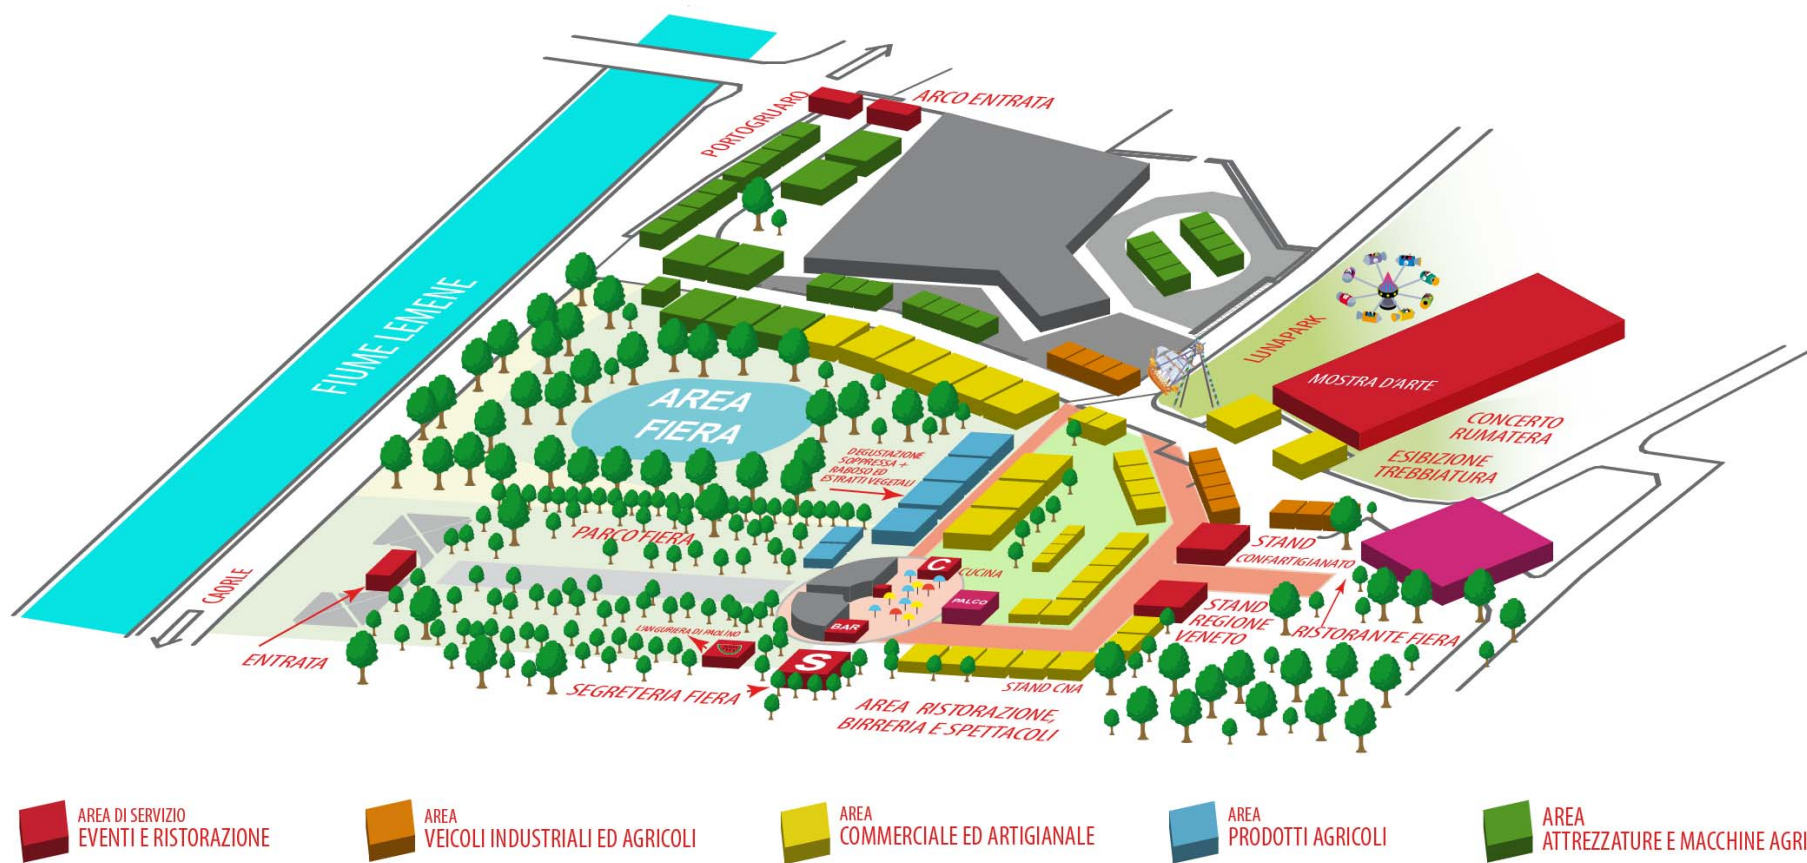 ARCO ENTRATA
PORTOGRUARO
FIUME LEMENE
LUNAPARK
MOSTRA D'ARTE
AREA
FIERA
CONCERTO
RUMATERA
ESIBIZIONE
TREBBIATURA
DEGUSTAZIONE
SOPPRESSA +
RABOSO ED
ESTRATTI VEGETALI
PARCO FIERA
STAND
CONFARTIGIANATO
C
CUCINA
CAORLE
PALCO
BAR
STAND
REGIONE
VENETO
RISTORANTE FIERA
L'ANGURIERA DI PAOLINO
ENTRATA
S
SEGRETERIA FIERA
STAND CNA
AREA RISTORAZIONE,
BIRRERIA E SPETTACOLI
AREA DI SERVIZIO
EVENTI E RISTORAZIONE
AREA
VEICOLI INDUSTRIALI ED AGRICOLI
AREA
COMMERCIALE ED ARTIGIANALE
AREA
PRODOTTI AGRICOLI
AREA
ATTREZZATURE E MACCHINE AGRI